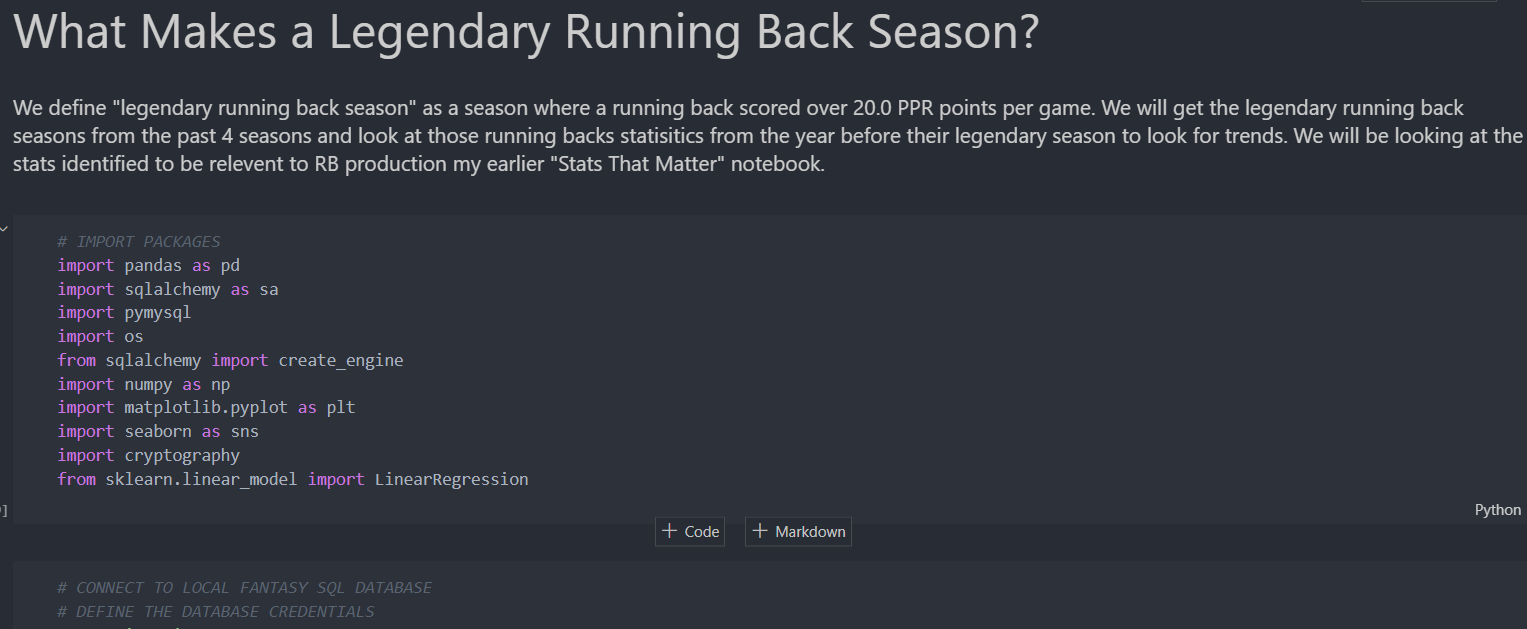 What Makes a Legendary Running Back Season?
We define "legendary running back season" as a season where a running back scored over 20.0 PPR points per game. We will get the legendary running back
seasons from the past 4 seasons and look at those running backs statisitics from the year before their legendary season to look for trends. We will be looking at the
stats identified to be relevent to RB production my earlier "Stats That Matter" notebook.
# IMPORT PACKAGES
import pandas as pd
import sqlalchemy as sa
import pymysql
import os
from sqlalchemy import create_engine
import numpy as np
import matplotlib.pyplot as plt
import seaborn as sns
import cryptography
from sklearn.linear_model import LinearRegression
]
Python
+ Code + Markdown
# CONNECT TO LOCAL FANTASY SQL DATABASE
# DEFINE THE DATABASE CREDENTIALS